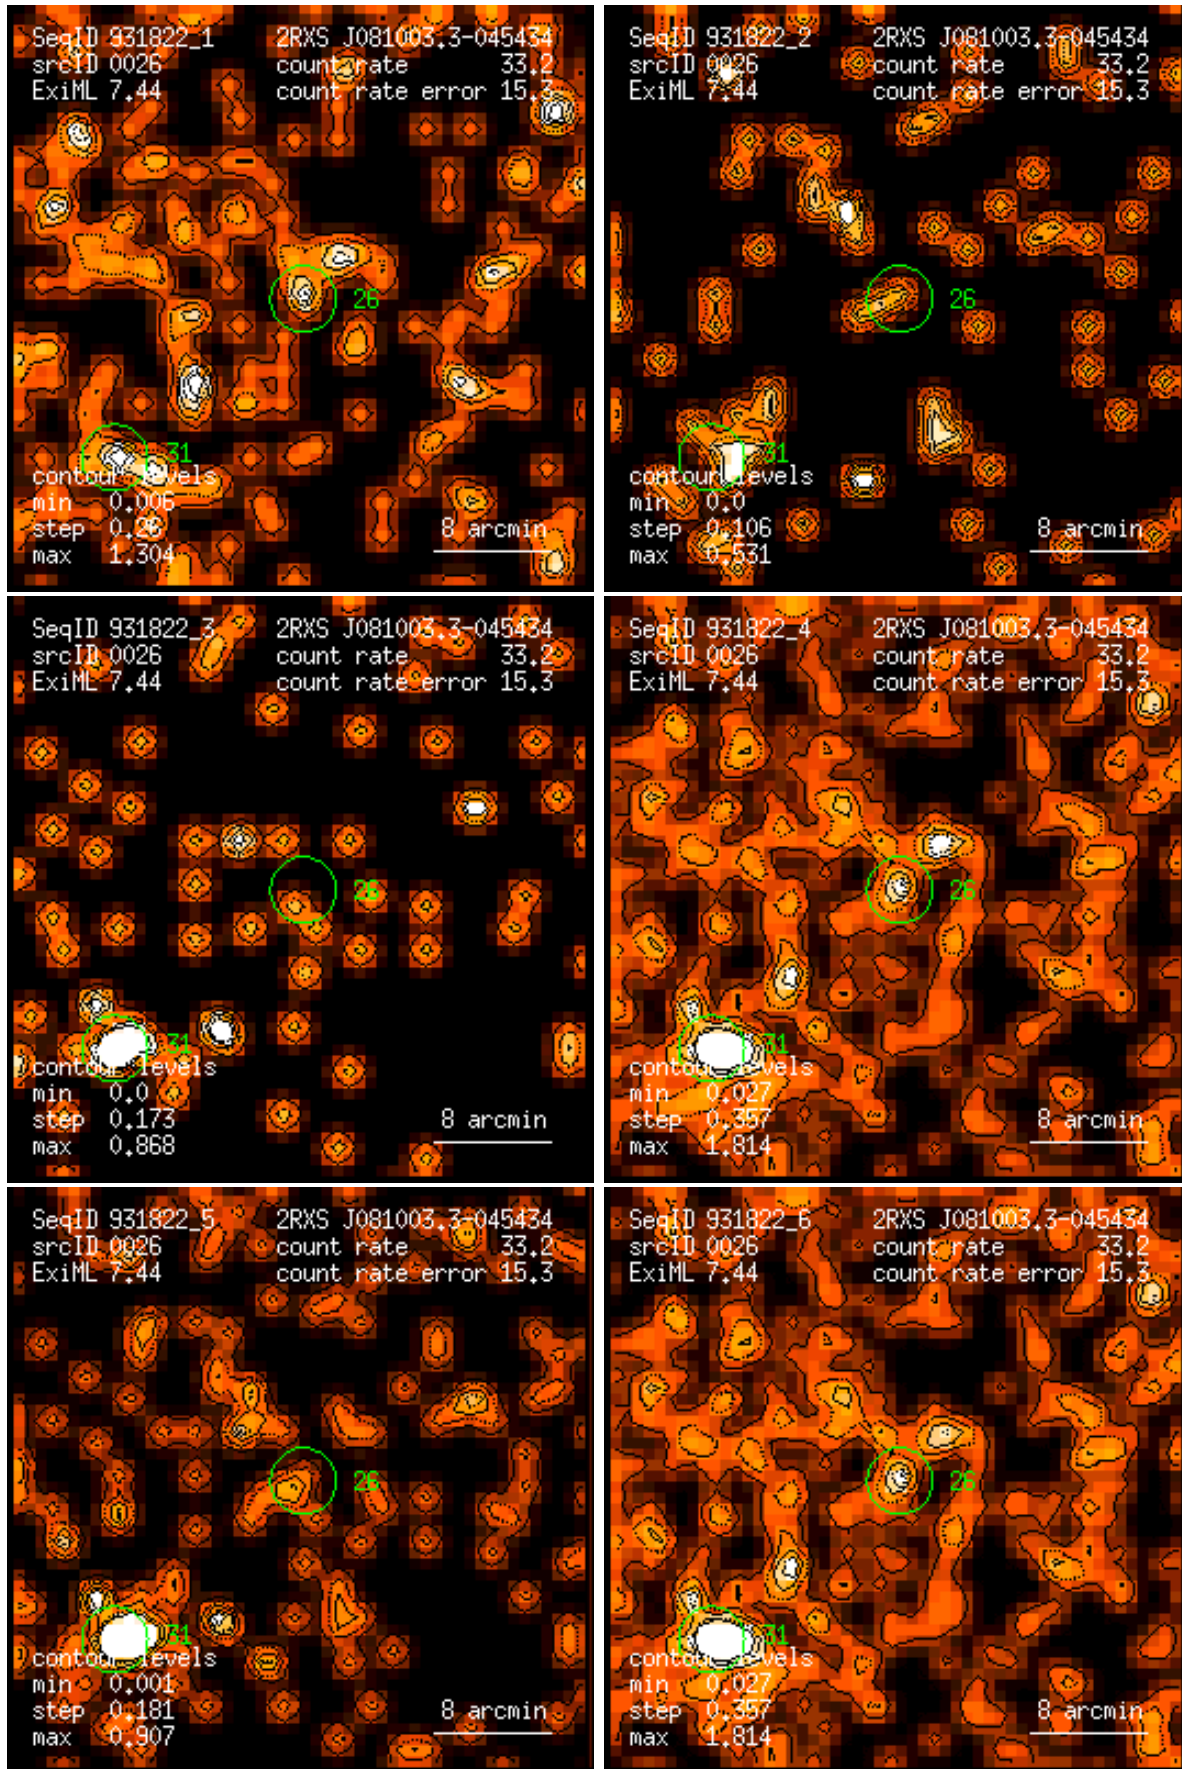 SeqID 931822_1 2RXS J081003.3-045434
srcID 0026 count rate 33.2
ExiML 7.44 count rate error 15.3
26
31
contour levels
min 0.006
step 0.26
max 1.304
8 arcmin
SeqID 931822_2 2RXS J081003.3-045434
srcID 0026 count rate 33.2
ExiML 7.44 count rate error 15.3
26
31
contour levels
min 0.0
step 0.106
max 0.531
8 arcmin
SeqID 931822_3 2RXS J081003.3-045434
srcID 0026 count rate 33.2
ExiML 7.44 count rate error 15.3
26
31
contour levels
min 0.0
step 0.173
max 0.868
8 arcmin
SeqID 931822_4 2RXS J081003.3-045434
srcID 0026 count rate 33.2
ExiML 7.44 count rate error 15.3
26
31
contour levels
min 0.027
step 0.357
max 1.814
8 arcmin
SeqID 931822_5 2RXS J081003.3-045434
srcID 0026 count rate 33.2
ExiML 7.44 count rate error 15.3
26
31
contour levels
min 0.001
step 0.181
max 0.907
8 arcmin
SeqID 931822_6 2RXS J081003.3-045434
srcID 0026 count rate 33.2
ExiML 7.44 count rate error 15.3
26
31
contour levels
min 0.027
step 0.357
max 1.814
8 arcmin